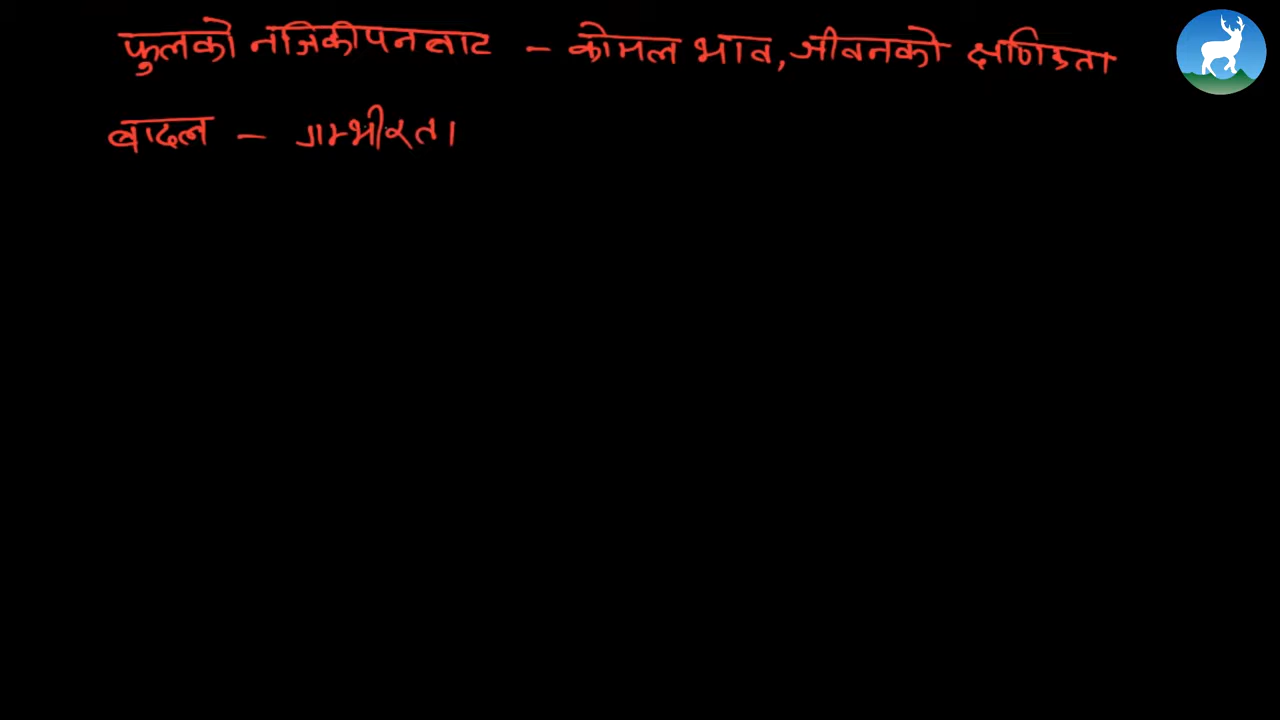 फुलको नजिकीपनबाट - कोमल भाव, जीवनको क्षणिकता
बादल - गम्भीरता